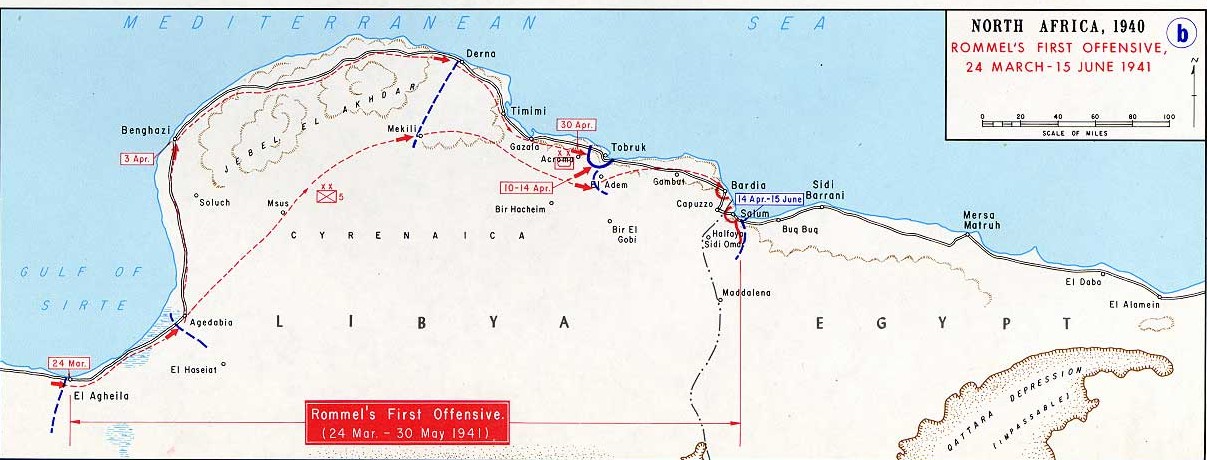 MEDITERRANEAN SEA
NORTH AFRICA, 1940
b
ROMMEL'S FIRST OFFENSIVE,
24 MARCH-15 JUNE 1941
N
0 20 40 60 80 100
SCALE OF MILES
Derna
JEBEL EL AKHDAR
Timimi
Benghazi
Mekili
30 Apr.
3 Apr.
Gazala
Tobruk
XX
Acroma
10-14 Apr.
El Adem
Gambut
Bardia
14 Apr.-15 June
Sidi
Barrani
XX
5
Soluch
Msus
Bir Hacheim
Capuzzo
Salum
Mersa
Matruh
Bir El
Gobi
Halfaya
Sidi Omar
Buq Buq
CYRENAICA
GULF OF
SIRTE
El Daba
Maddalena
El Alamein
Agedabia
LIBYA
EGYPT
24 Mar.
El Haseiat
El Agheila
QATTARA DEPRESSION
(IMPASSABLE)
Rommel's First Offensive.
(24 Mar. - 30 May 1941)